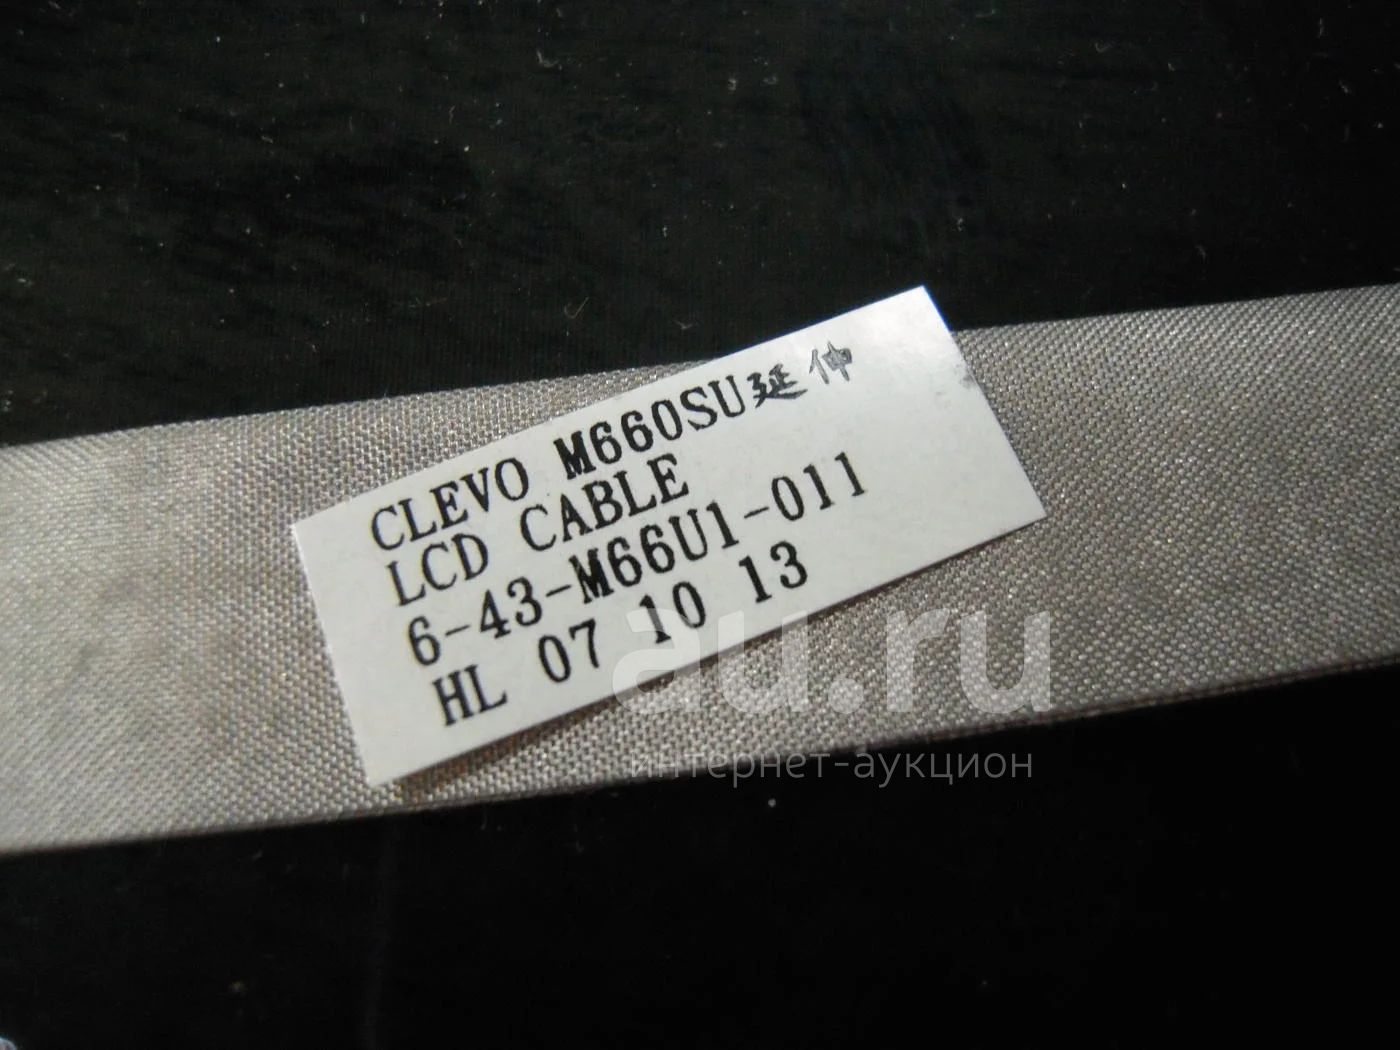 CLEVO M660SU延伸
LCD CABLE
6-43-M66U1-011
HL 07 10 13
au.ru
интернет-аукцион